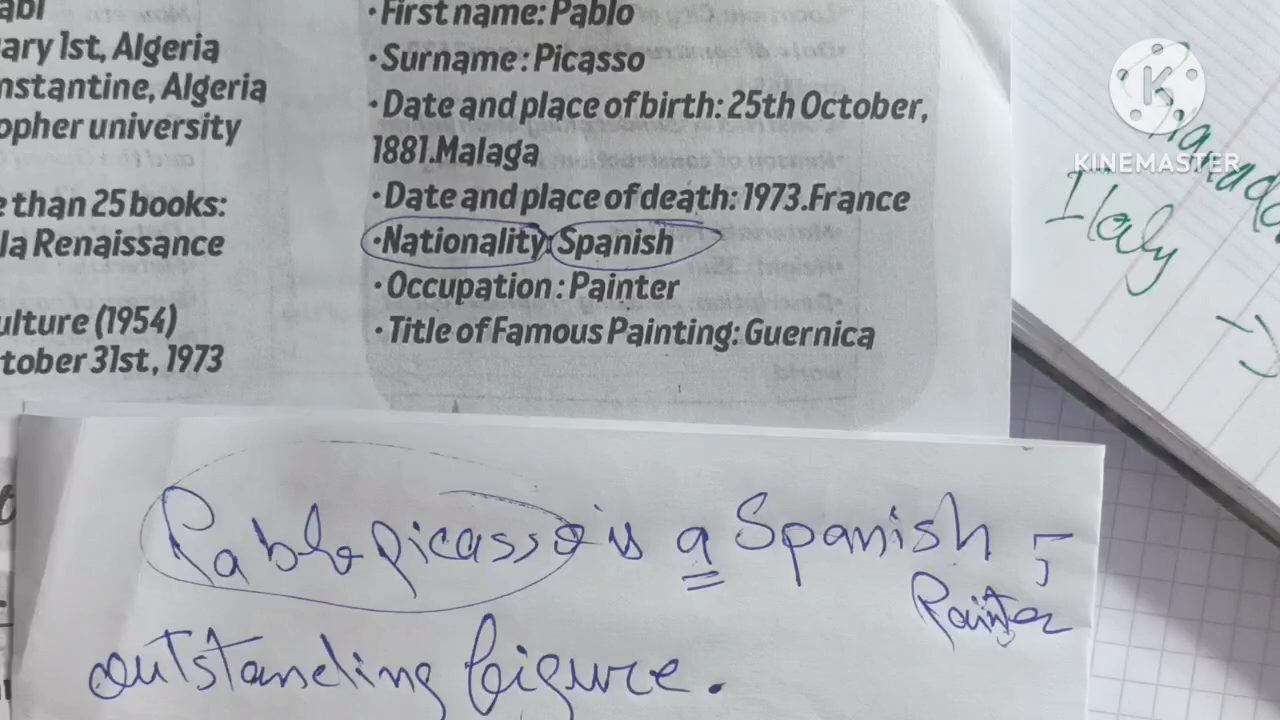 abi
ary 1st, Algeria
nstantine, Algeria
opher university
e than 25 books:
la Renaissance
ulture (1954)
tober 31st, 1973
•First name: Pablo
•Surname: Picasso
•Date and place of birth: 25th October,
1881.Malaga
•Date and place of death: 1973.France
•Nationality: Spanish
•Occupation: Painter
•Title of Famous Painting: Guernica
KINEMASTER
Italy
Pablo picasso is a Spanish
Painter
outstanding figure.